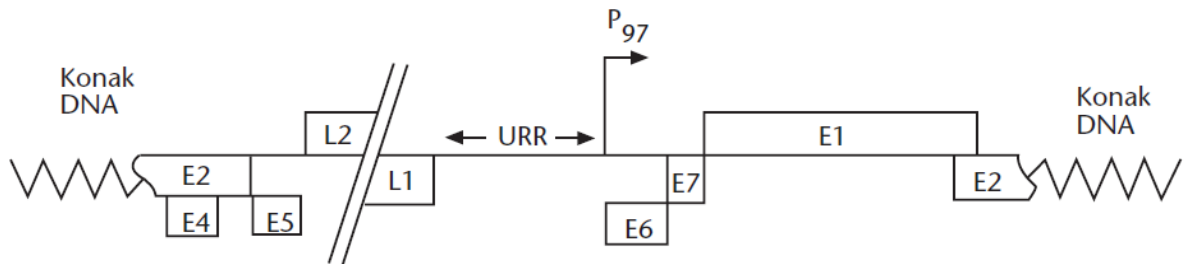 P97
Konak
DNA
Konak
DNA
L2
URR
E1
E2
L1
E7
E2
E4
E5
E6